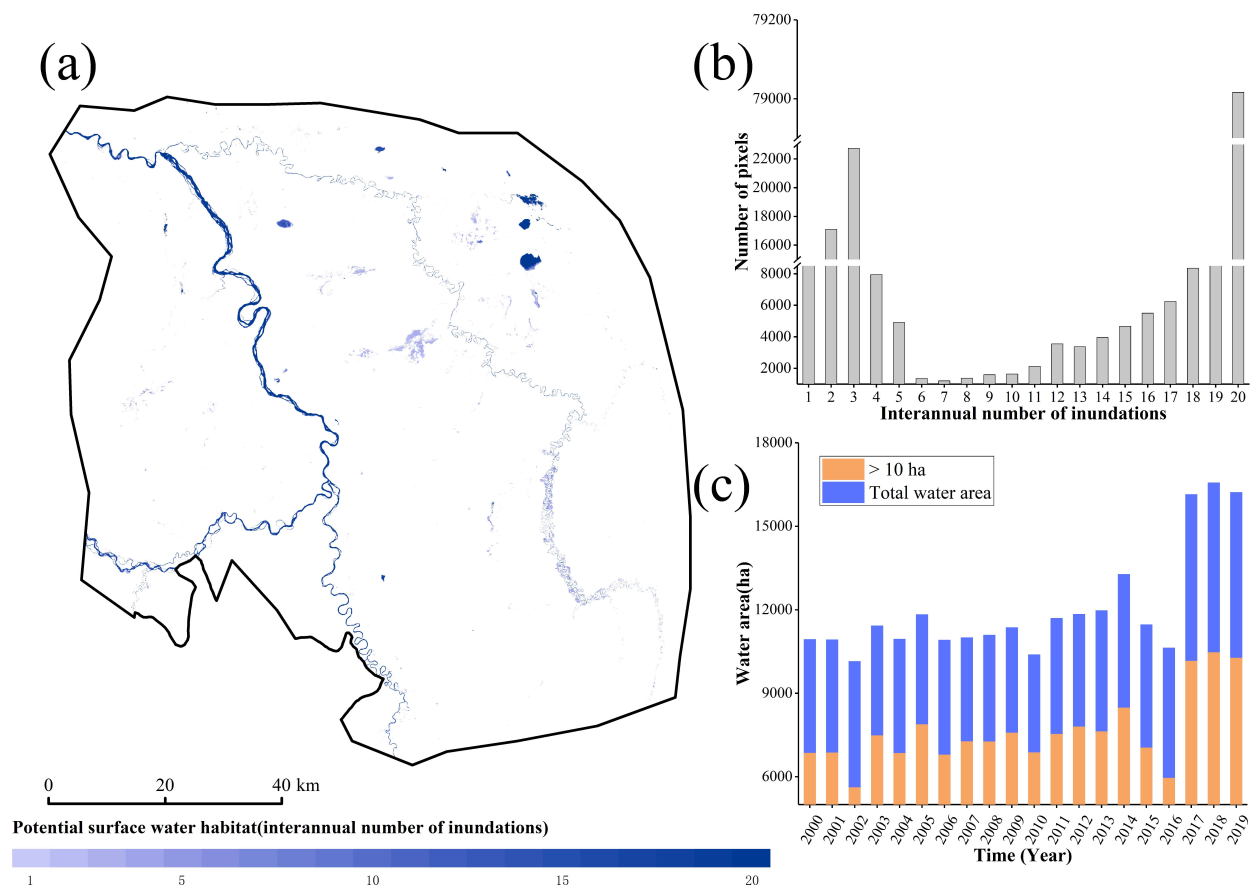 (a)
0 20 40 km
Potential surface water habitat(interannual number of inundations)
1 5 10 15 20
(b)
Number of pixels
79200
79000
22000
20000
18000
16000
8000
6000
4000
2000
1 2 3 4 5 6 7 8 9 10 11 12 13 14 15 16 17 18 19 20
Interannual number of inundations
(c)
Water area(ha)
18000
15000
12000
9000
6000
> 10 ha
Total water area
2000 2001 2002 2003 2004 2005 2006 2007 2008 2009 2010 2011 2012 2013 2014 2015 2016 2017 2018 2019
Time (Year)